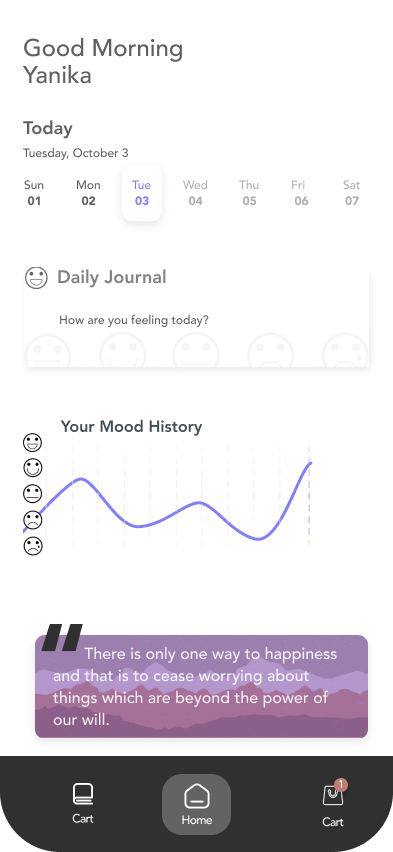 Good Morning
Yanika
Today
Tuesday, October 3
Sun Mon Tue Wed Thu Fri Sat
01 02 03 04 05 06 07
Daily Journal
How are you feeling today?
Your Mood History
" There is only one way to happiness
and that is to cease worrying about
things which are beyond the power of
our will.
1
Cart Home Cart